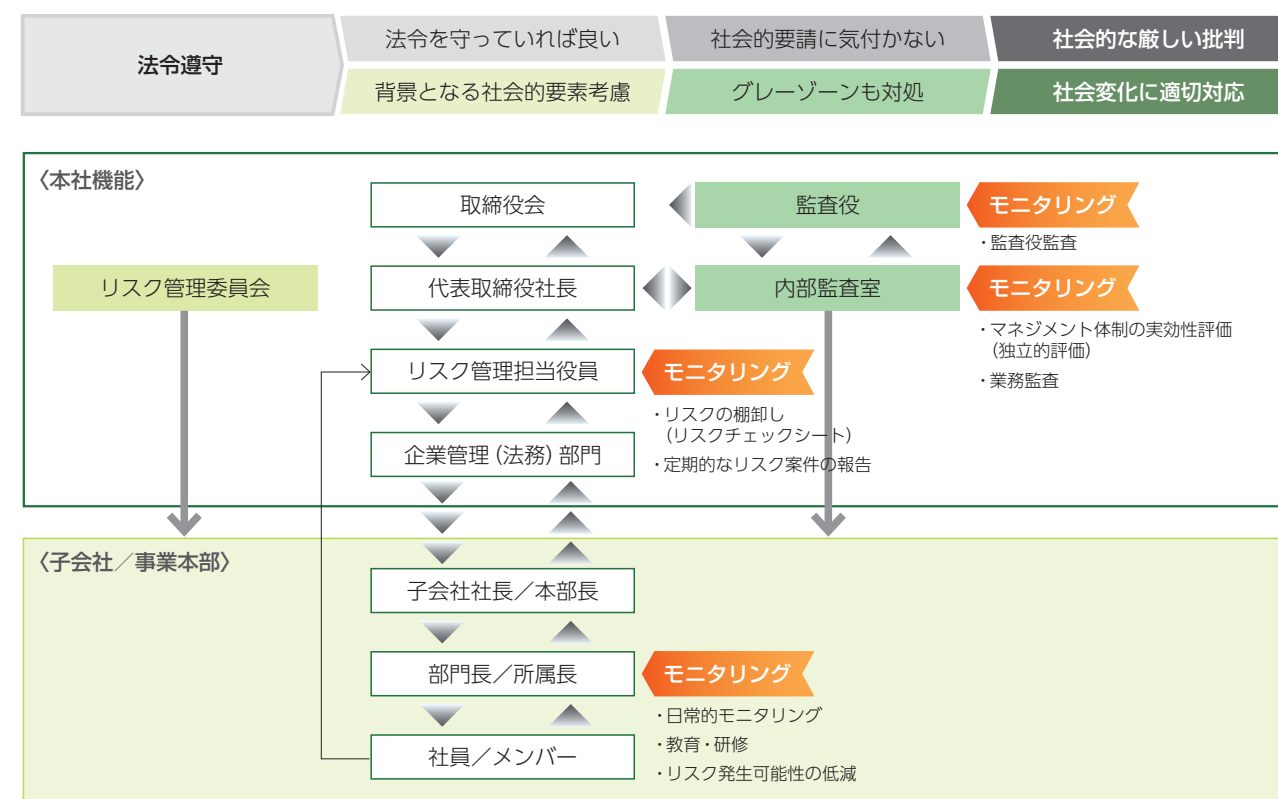 法令遵守
法令を守っていれば良い
社会的要請に気付かない
社会的な厳しい批判
背景となる社会的要素考慮
グレーゾーンも対処
社会変化に適切対応
〈本社機能〉
取締役会
監査役
モニタリング
・監査役監査
リスク管理委員会
代表取締役社長
内部監査室
モニタリング
・マネジメント体制の実効性評価
（独立的評価）
・業務監査
リスク管理担当役員
モニタリング
・リスクの棚卸し
（リスクチェックシート）
・定期的なリスク案件の報告
企業管理（法務）部門
〈子会社／事業本部〉
子会社社長／本部長
部門長／所属長
モニタリング
・日常的モニタリング
・教育・研修
・リスク発生可能性の低減
社員／メンバー